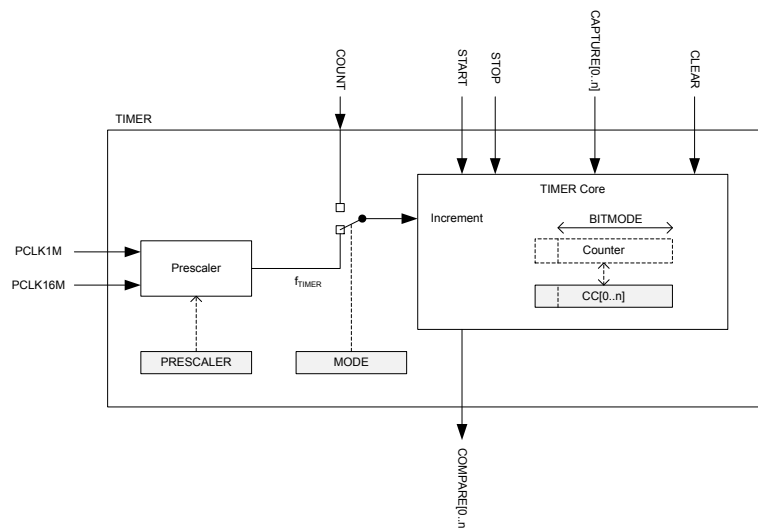 COUNT
START
STOP
CAPTURE[0..n]
CLEAR
TIMER
TIMER Core
Increment
BITMODE
Counter
CC[0..n]
PCLK1M
PCLK16M
Prescaler
fTIMER
PRESCALER
MODE
COMPARE[0..n